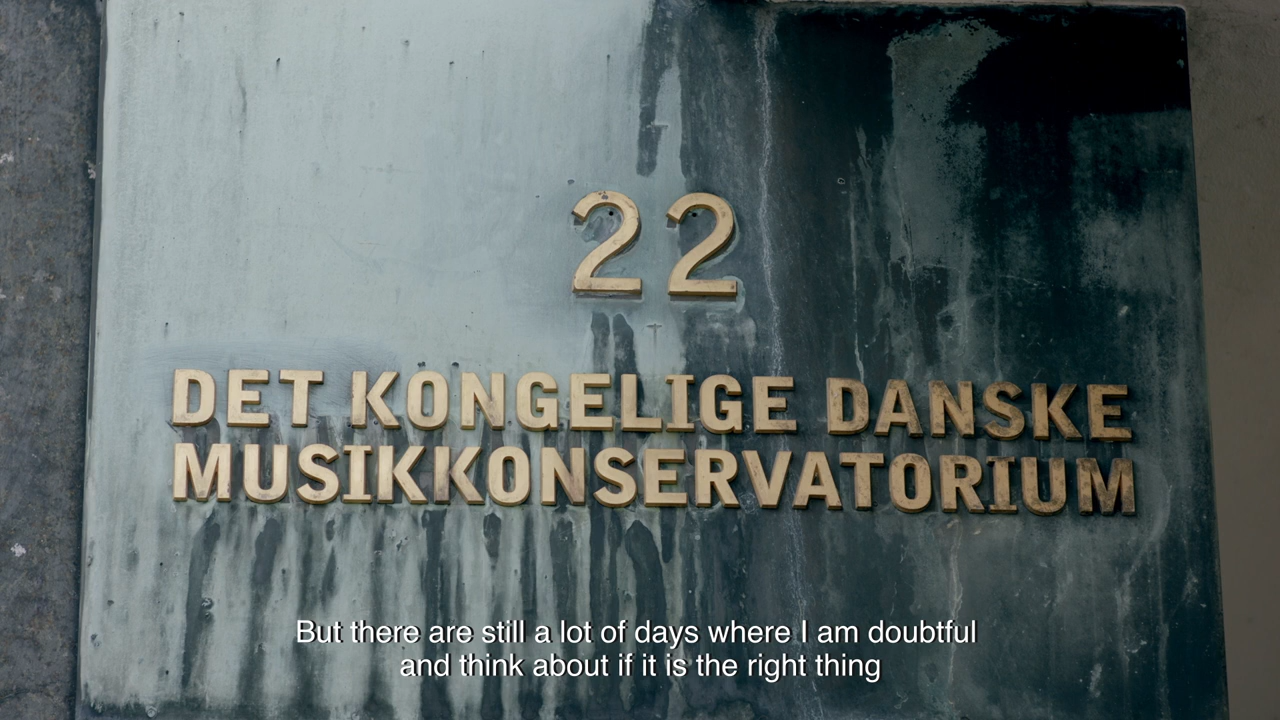 22
DET KONGELIGE DANSKE
MUSIKKONSERVATORIUM
But there are still a lot of days where I am doubtful
and think about if it is the right thing